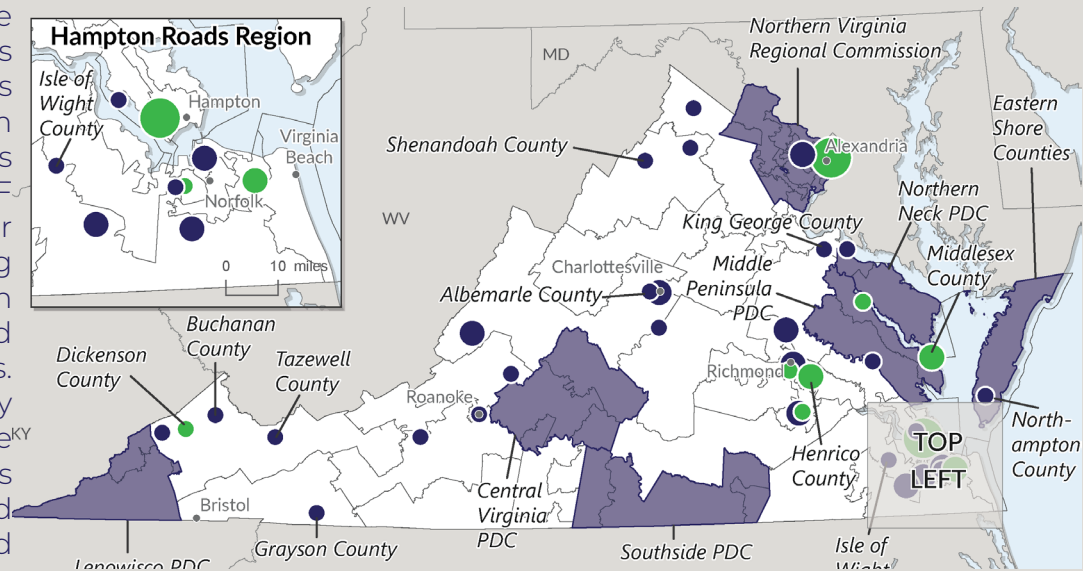 Hampton Roads Region
Isle of
Wight
County
Hampton
Virginia
Beach
Norfolk
0 10 miles
MD
Northern Virginia
Regional Commission
Eastern
Shore
Counties
Shenandoah County
Alexandria
Northern
Neck PDC
WV
King George County
Middlesex
County
Charlottesville
Middle
Peninsula
PDC
Albemarle County
Buchanan
County
Dickenson
County
Tazewell
County
Richmond
Roanoke
KY
North-
ampton
County
TOP
LEFT
Henrico
County
Central
Virginia
PDC
Bristol
Grayson County
Southside PDC
Isle of
Wight
Lenowisco PDC